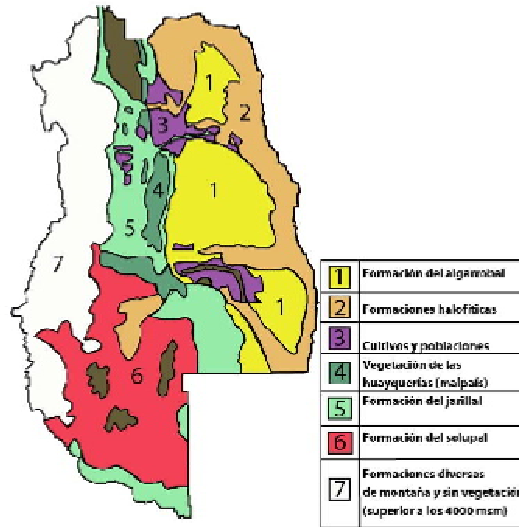 1
2
3
1
4
5
7
1
6
1 Formación del algarrobal
2 Formaciones halofíticas
3 Cultivos y poblaciones
4 Vegetación de las
huayquerías (malpaís)
5 Formación del jarillal
6 Formación del solupal
7 Formaciones diversas
de montaña y sin vegetación
(superior a los 4000 msm)